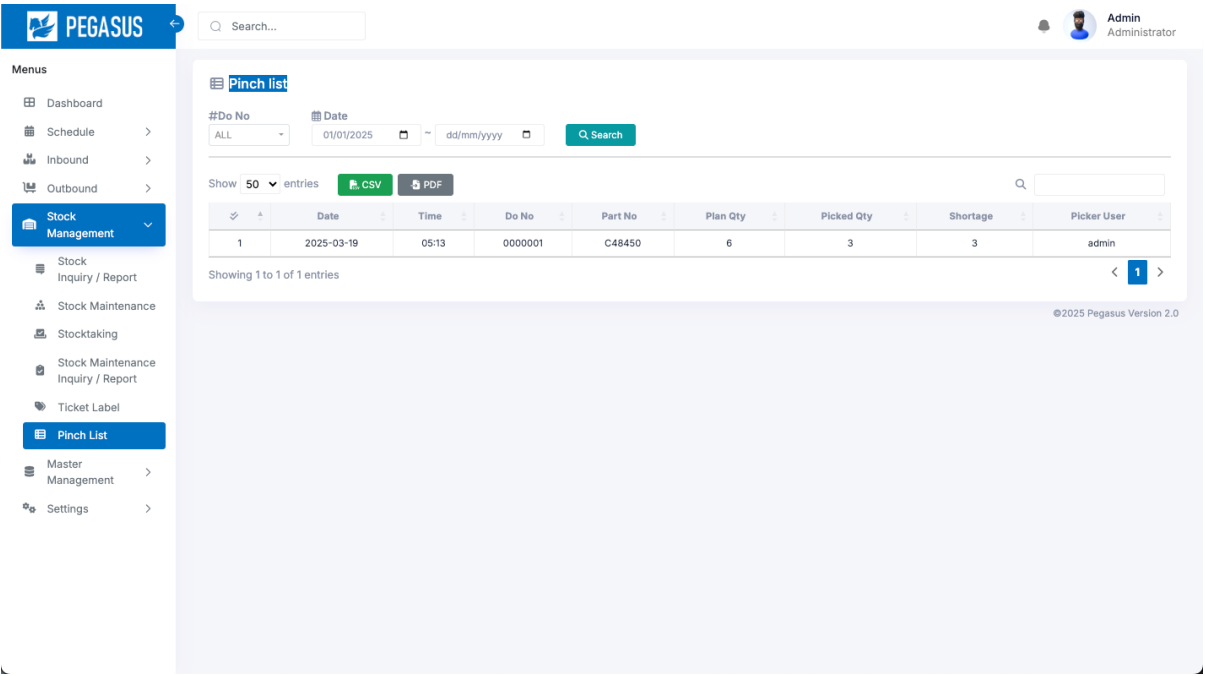 PEGASUS
Search...
Admin
Administrator
Menus
Dashboard
Schedule
Inbound
Outbound
Stock
Management
Stock
Inquiry / Report
Stock Maintenance
Stocktaking
Stock Maintenance
Inquiry / Report
Ticket Label
Pinch List
Master
Management
Settings
Pinch list
#Do No
Date
ALL
01/01/2025 ~ dd/mm/yyyy
Search
Show 50 entries
CSV
PDF
Date Time Do No Part No Plan Qty Picked Qty Shortage Picker User
1 2025-03-19 05:13 0000001 C48450 6 3 3 admin
Showing 1 to 1 of 1 entries
1
©2025 Pegasus Version 2.0